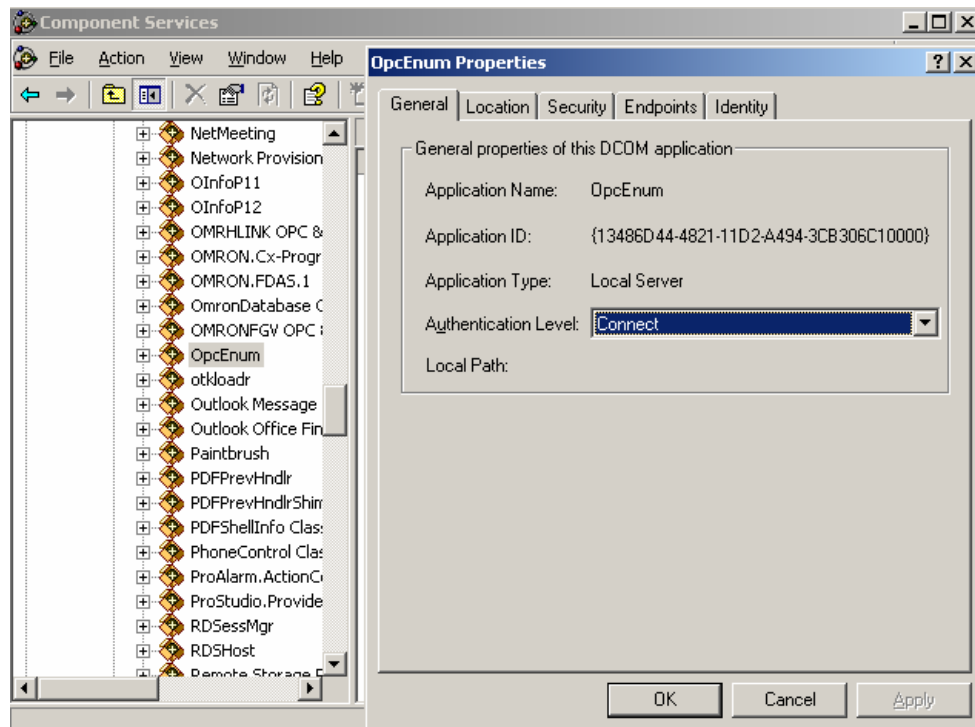 Component Services
File Action View Window Help
NetMeeting
Network Provision
OInfoP11
OInfoP12
OMRHLINK OPC &
OMRON.Cx-Progr
OMRON.FDAS.1
OmronDatabase C
OMRONFGV OPC
OpcEnum
otkloadr
Outlook Message
Outlook Office Fin
Paintbrush
PDFPrevHndlr
PDFPrevHndlrShim
PDFShellInfo Clas
PhoneControl Clas
ProAlarm.ActionC
ProStudio.Provide
RDSessMgr
RDSHost
Remote Storage
OpcEnum Properties
General Location Security Endpoints Identity
General properties of this DCOM application
Application Name: OpcEnum
Application ID: {13486D44-4821-11D2-A494-3CB306C10000}
Application Type: Local Server
Authentication Level: Connect
Local Path:
OK Cancel Apply